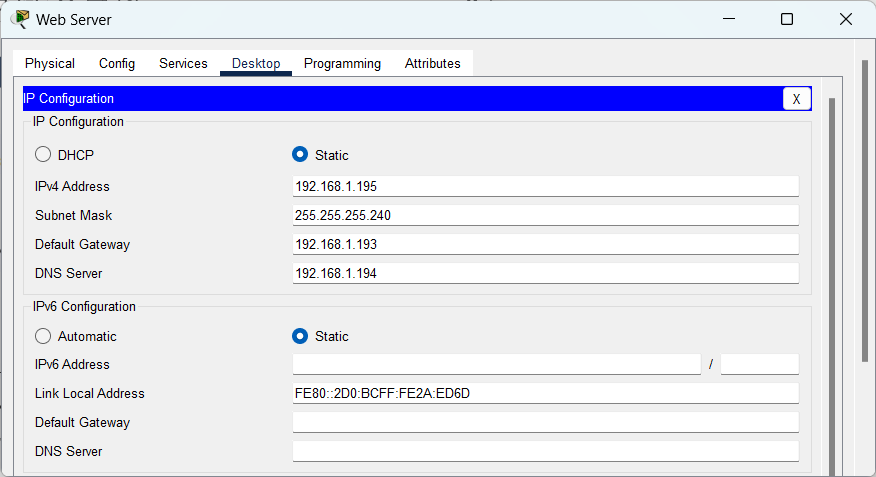 Web Server
Physical Config Services Desktop Programming Attributes
IP Configuration X
IP Configuration
DHCP Static
IPv4 Address 192.168.1.195
Subnet Mask 255.255.255.240
Default Gateway 192.168.1.193
DNS Server 192.168.1.194
IPv6 Configuration
Automatic Static
IPv6 Address /
Link Local Address FE80::2D0:BCFF:FE2A:ED6D
Default Gateway
DNS Server